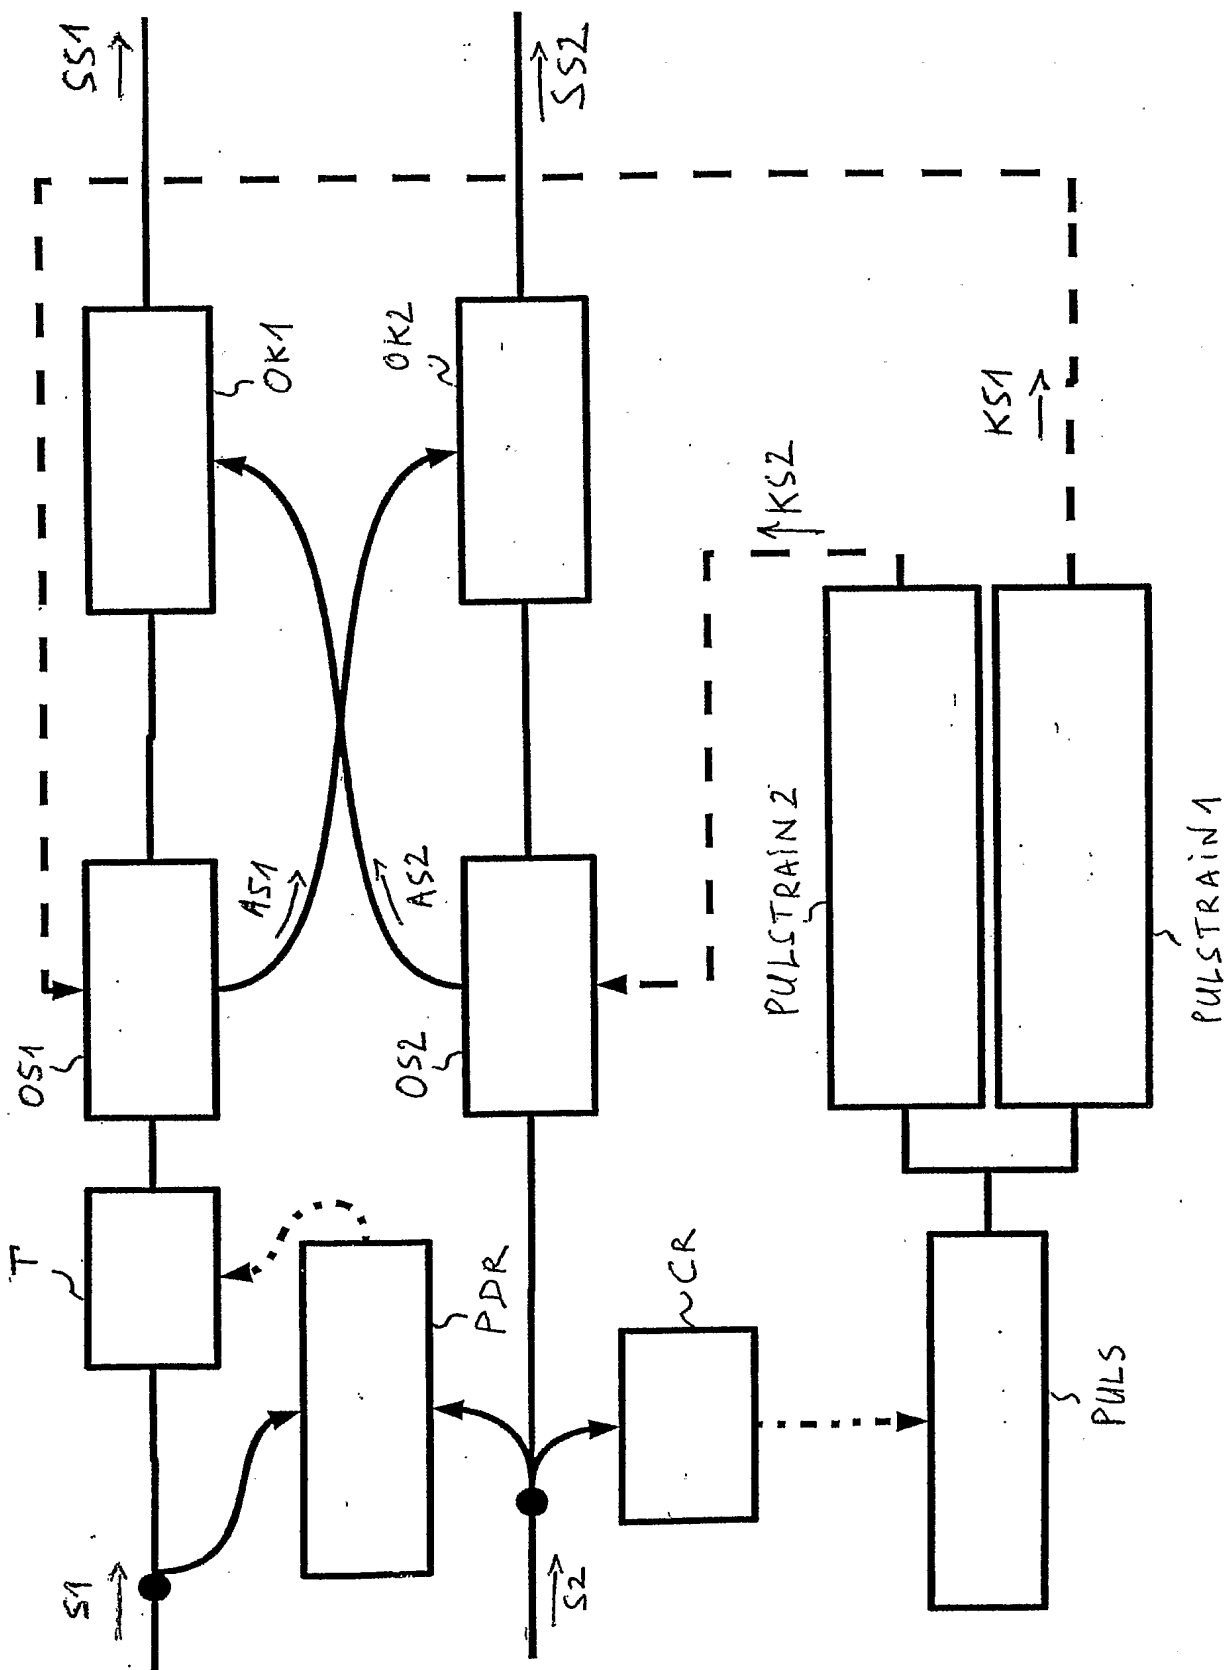 S1
T
OS1
OK1
SS1
AS1
AS2
PDR
S2
OS2
OK2
SS2
CR
KS2
KS1
PULSTRAIN2
PULS
PULSTRAIN1